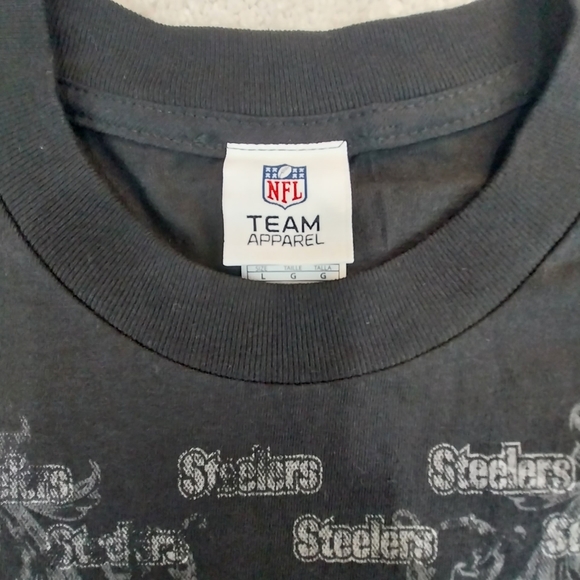 NFL
TEAM
APPAREL
SIZE TAILLE TALLA
L G G
Steelers Steelers
Steelers Steelers